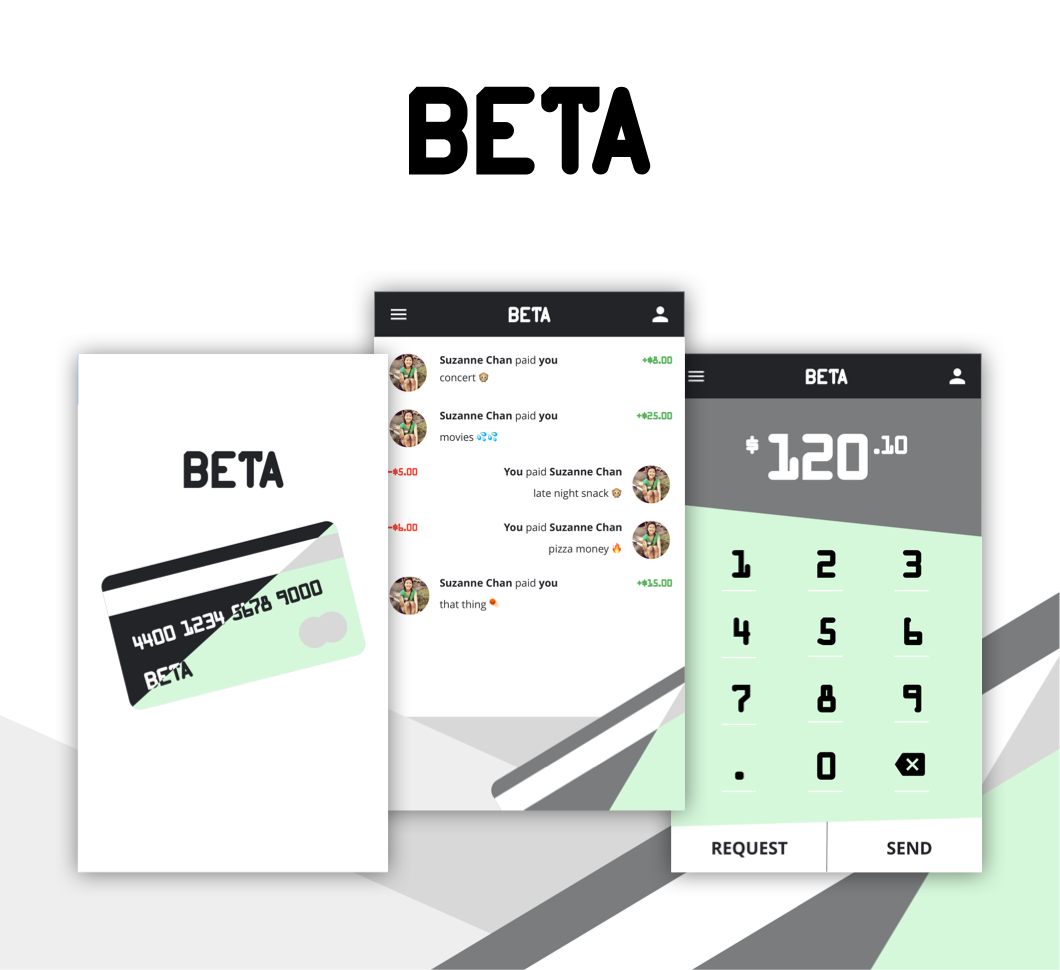 BETA
BETA
4400 1234 5678 9000
BETA
BETA
Suzanne Chan paid you
+$8.00
concert 🐵
Suzanne Chan paid you
+$25.00
movies 💦💦
-$5.00
You paid Suzanne Chan
late night snack 🐵
-$6.00
You paid Suzanne Chan
pizza money 🔥
Suzanne Chan paid you
+$15.00
that thing
BETA
$120.10
1 2 3
4 5 6
7 8 9
. 0
REQUEST SEND